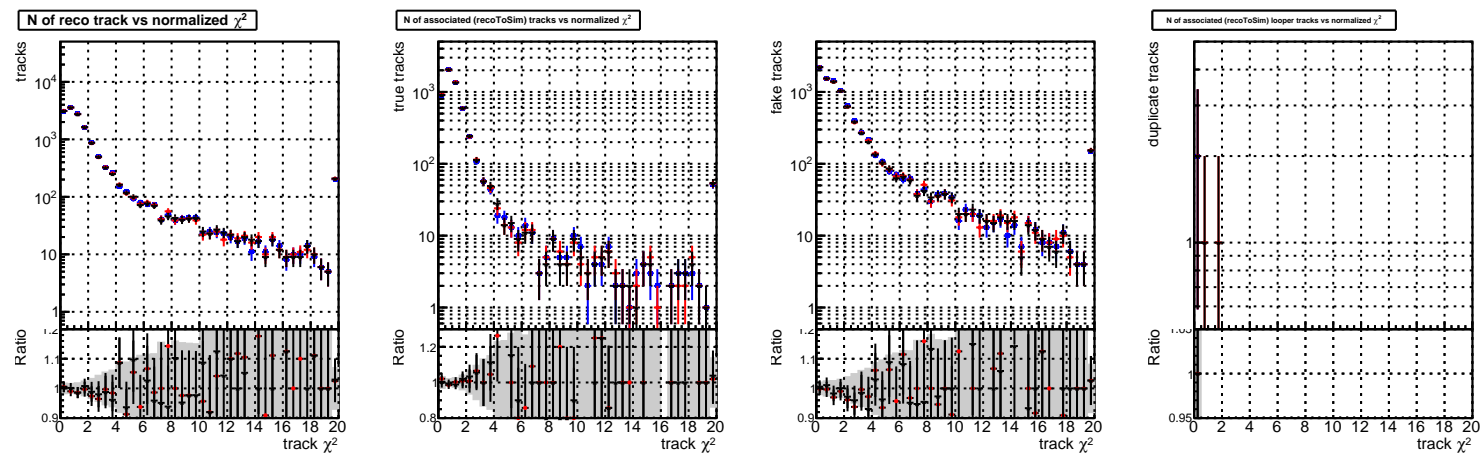 N of reco track vs normalized χ²
tracks
10⁴
10³
10²
10
1
Ratio
1.2
1.1
1
0.9
0 2 4 6 8 10 12 14 16 18 20
track χ²
N of associated (recoToSim) tracks vs normalized χ²
true tracks
10³
10²
10
1
Ratio
1.2
1
0.8
0 2 4 6 8 10 12 14 16 18 20
track χ²
fake tracks
10³
10²
10
1
Ratio
1.2
1.1
1
0.9
0 2 4 6 8 10 12 14 16 18 20
track χ²
N of associated (recoToSim) looper tracks vs normalized χ²
duplicate tracks
1
Ratio
1.05
1
0.95
0 2 4 6 8 10 12 14 16 18 20
track χ²